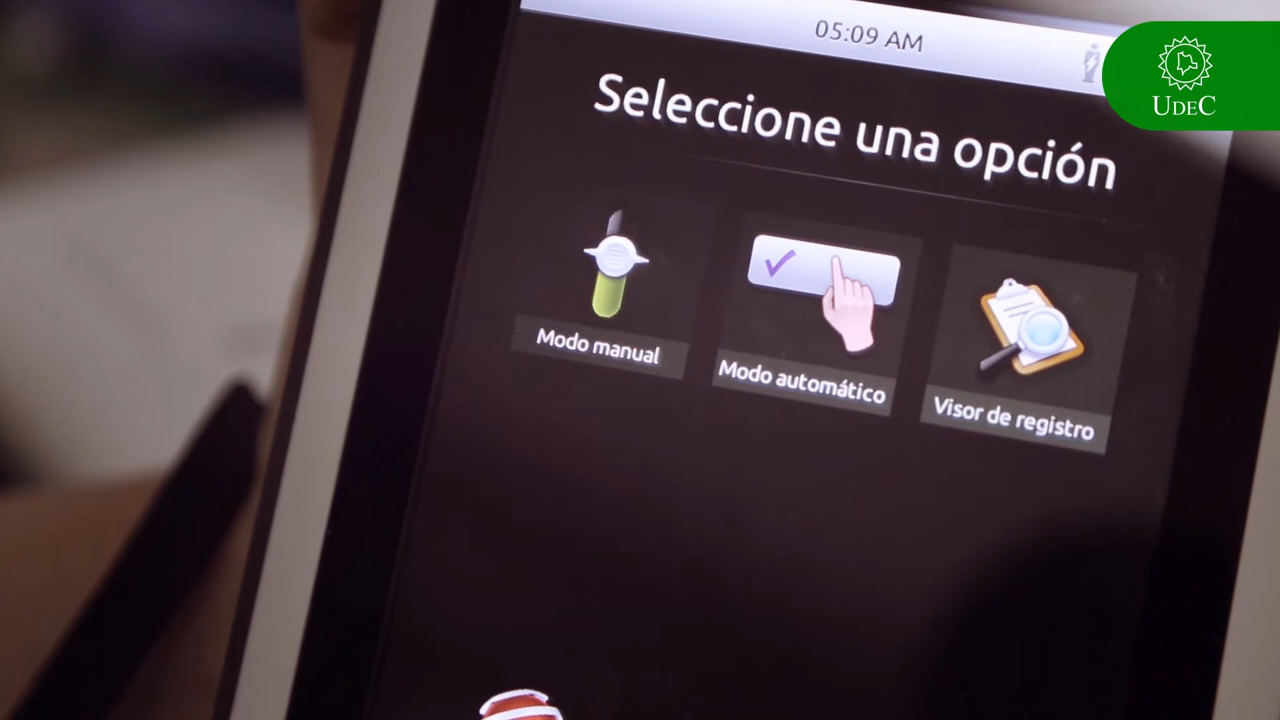 05:09 AM
UDEC
Seleccione una opción
Modo manual
Modo automático
Visor de registro